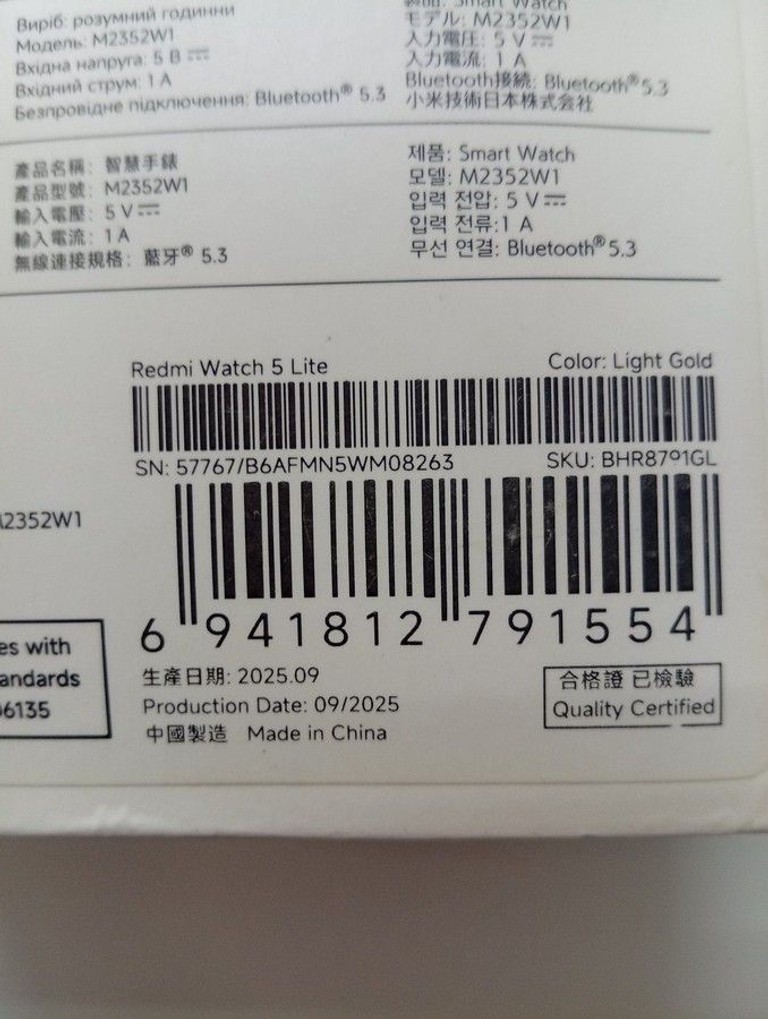 Виріб: розумний годинни
Модель: M2352W1
Вхідна напруга: 5 В ⎓
Вхідний струм: 1 А
Безпровідне підключення: Bluetooth® 5.3
製品: Smart Watch
モデル: M2352W1
入力電圧: 5 V ⎓
入力電流: 1 A
Bluetooth接続: Bluetooth® 5.3
小米技術日本株式会社
產品名稱: 智慧手錶
產品型號: M2352W1
輸入電壓: 5 V ⎓
輸入電流: 1 A
無線連接規格: 藍牙® 5.3
제품: Smart Watch
모델: M2352W1
입력 전압: 5 V ⎓
입력 전류:1 A
무선 연결: Bluetooth® 5.3
Redmi Watch 5 Lite
Color: Light Gold
SN: 57767/B6AFMN5WM08263
SKU: BHR8791GL
2352W1
6 941812 791554
es with
andards
6135
生產日期: 2025.09
Production Date: 09/2025
中國製造 Made in China
合格證 已檢驗
Quality Certified